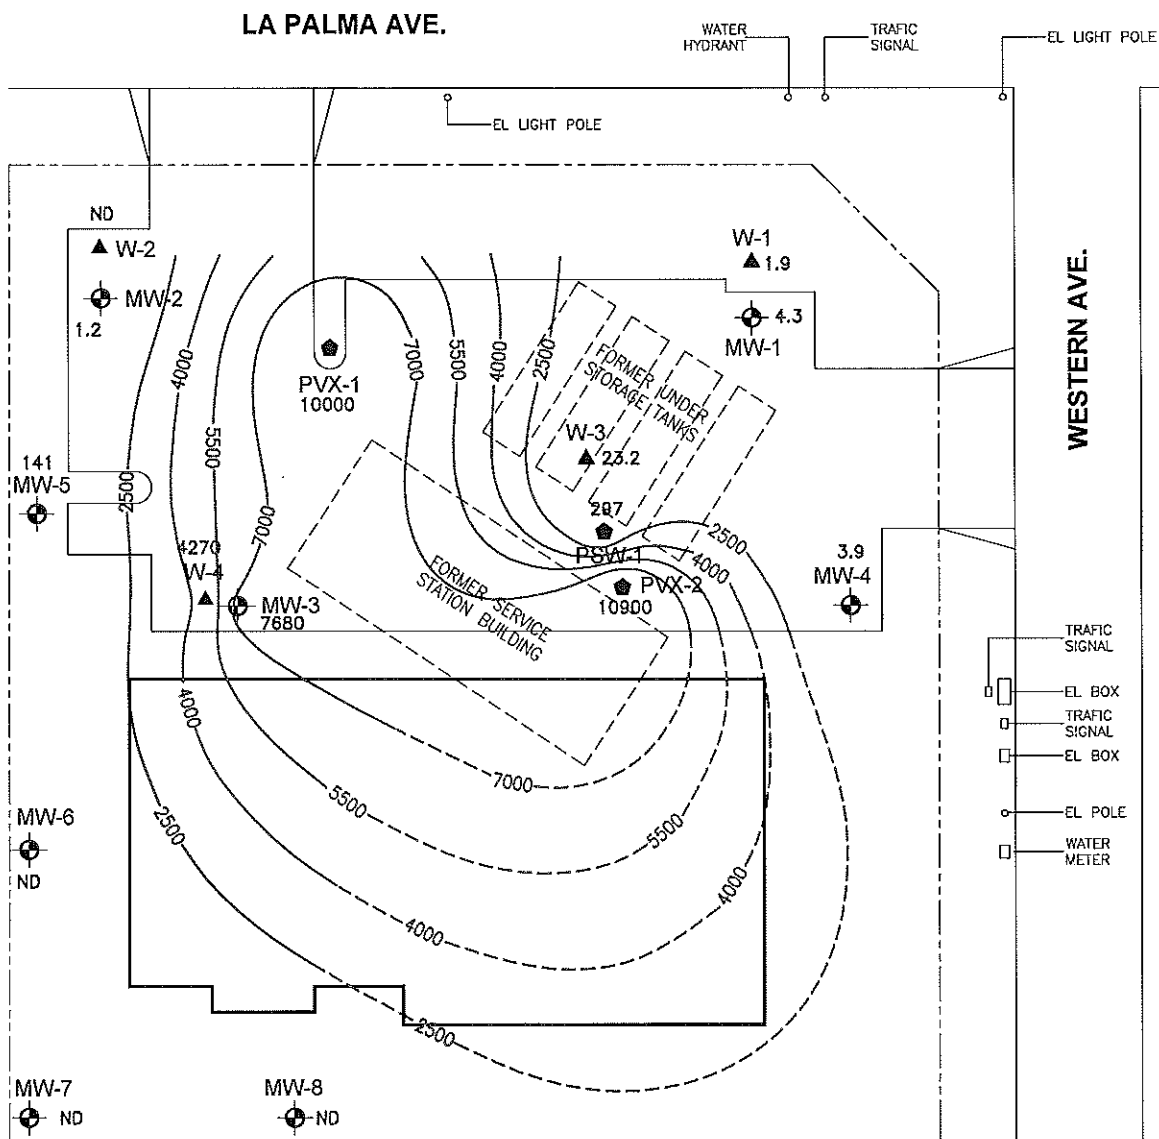 LA PALMA AVE.
WATER
HYDRANT
TRAFIC
SIGNAL
EL LIGHT POLE
EL LIGHT POLE
ND
W-2
MW-2
1.2
W-1
1.9
4.3
MW-1
WESTERN AVE.
4000
7000
5500
4000
2500
PVX-1
10000
FORMER UNDER
STORAGE TANKS
5500
W-3
23.2
141
MW-5
2500
7000
297
PSW-1
2500
4000
4270
W-4
MW-3
7680
FORMER SERVICE
STATION BUILDING
PVX-2
10900
3.9
MW-4
TRAFIC
SIGNAL
EL BOX
TRAFIC
SIGNAL
EL BOX
EL POLE
WATER
METER
4000
7000
5500
2500
5500
4000
4000
2500
MW-6
ND
MW-7
ND
MW-8
ND